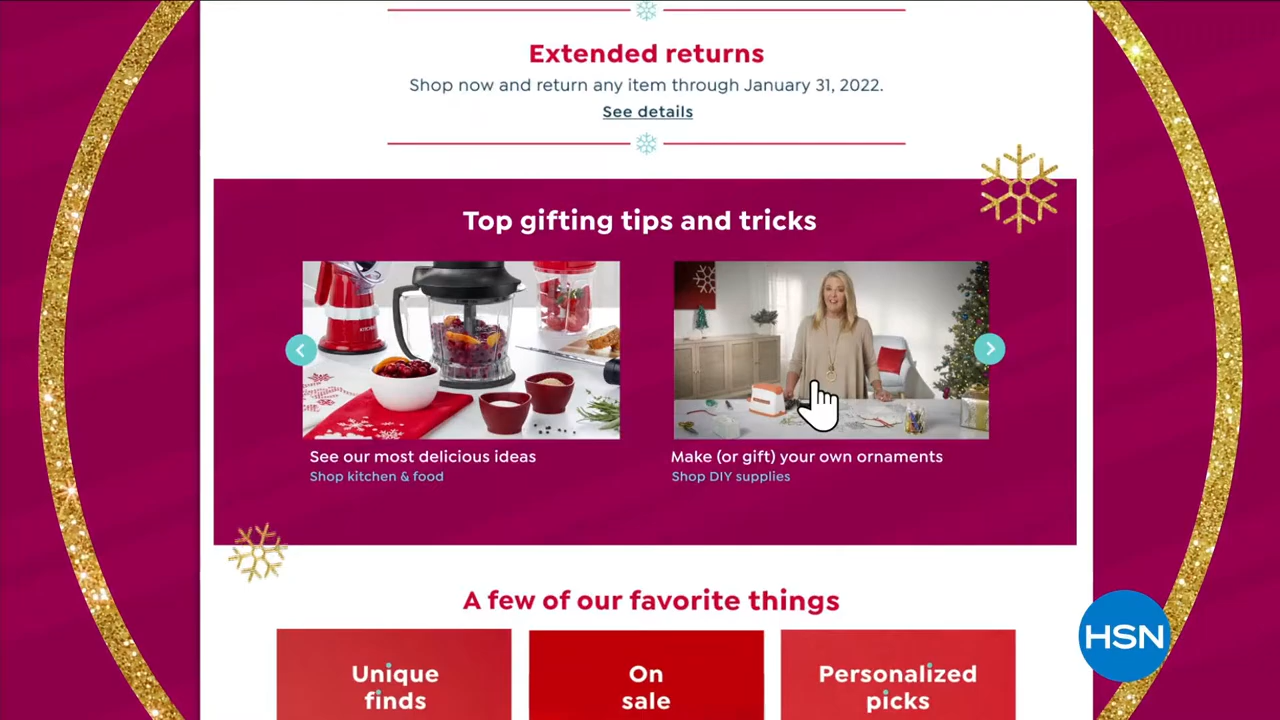 Extended returns
Shop now and return any item through January 31, 2022.
See details
Top gifting tips and tricks
See our most delicious ideas
Shop kitchen & food
Make (or gift) your own ornaments
Shop DIY supplies
A few of our favorite things
Unique
finds
On
sale
Personalized
picks
HSN